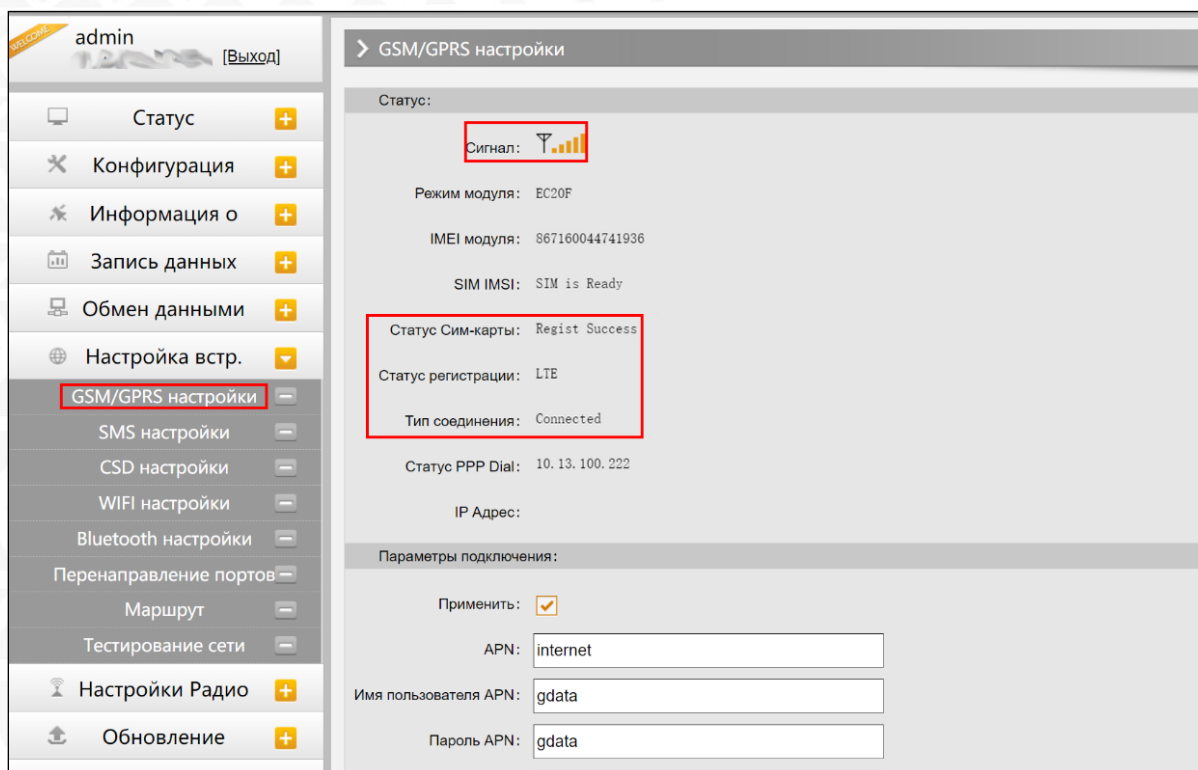 WELCOME
admin
[Выход]
Статус
Конфигурация
Информация о
Запись данных
Обмен данными
Настройка встр.
GSM/GPRS настройки
SMS настройки
CSD настройки
WIFI настройки
Bluetooth настройки
Перенаправление портов
Маршрут
Тестирование сети
Настройки Радио
Обновление
GSM/GPRS настройки
Статус:
Сигнал:
Режим модуля: EC20F
IMEI модуля: 867160044741936
SIM IMSI: SIM is Ready
Статус Сим-карты: Regist Success
Статус регистрации: LTE
Тип соединения: Connected
Статус PPP Dial: 10.13.100.222
IP Адрес:
Параметры подключения:
Применить:
APN: internet
Имя пользователя APN: gdata
Пароль APN: gdata